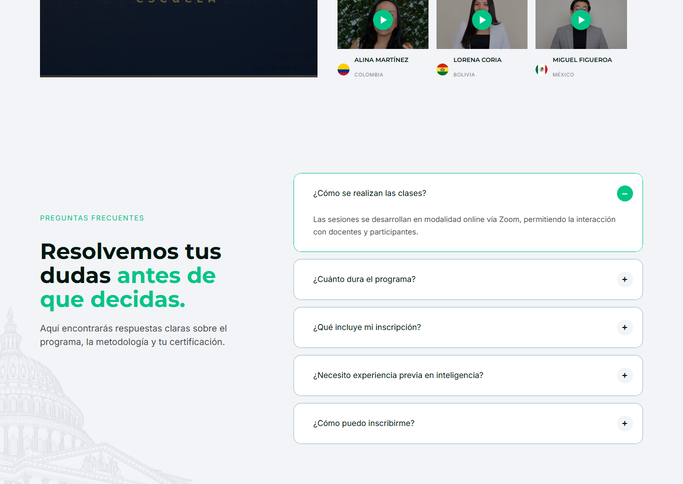 ESCUELA
ALINA MARTÍNEZ
COLOMBIA
LORENA CORIA
BOLIVIA
MIGUEL FIGUEROA
MÉXICO
PREGUNTAS FRECUENTES
Resolvemos tus
dudas antes de
que decidas.
Aquí encontrarás respuestas claras sobre el
programa, la metodología y tu certificación.
¿Cómo se realizan las clases?
Las sesiones se desarrollan en modalidad online vía Zoom, permitiendo la interacción
con docentes y participantes.
¿Cuánto dura el programa?
¿Qué incluye mi inscripción?
¿Necesito experiencia previa en inteligencia?
¿Cómo puedo inscribirme?